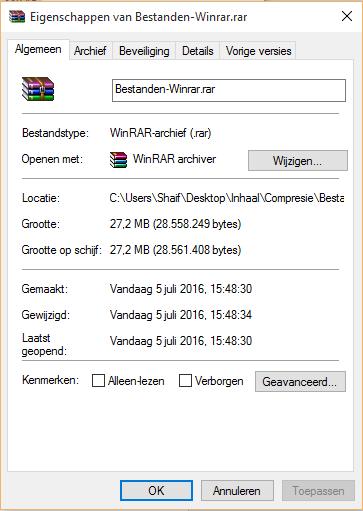 Eigenschappen van Bestanden-Winrar.rar
Algemeen Archief Beveiliging Details Vorige versies
Bestanden-Winrar.rar
Bestandstype: WinRAR-archief (.rar)
Openen met: WinRAR archiver Wijzigen...
Locatie: C:\Users\Shaif\Desktop\Inhaal\Compresie\Besta
Grootte: 27,2 MB (28.558.249 bytes)
Grootte op schijf: 27,2 MB (28.561.408 bytes)
Gemaakt: Vandaag 5 juli 2016, 15:48:30
Gewijzigd: Vandaag 5 juli 2016, 15:48:34
Laatst geopend: Vandaag 5 juli 2016, 15:48:30
Kenmerken: Alleen-lezen Verborgen Geavanceerd...
OK Annuleren Toepassen